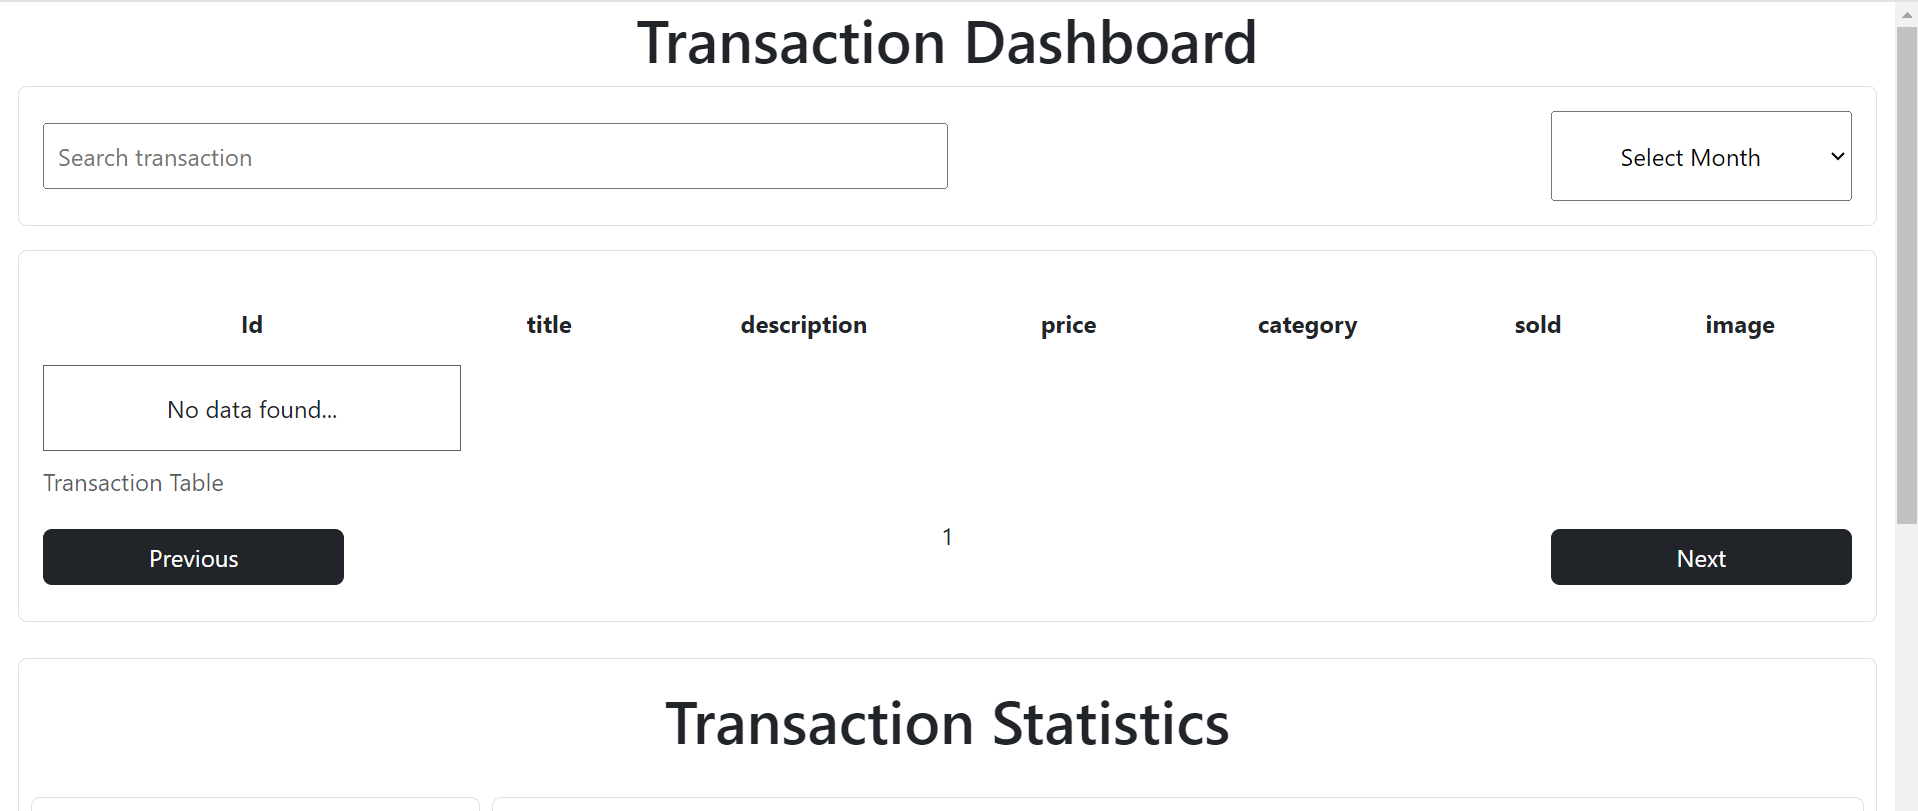 Transaction Dashboard
Search transaction
Select Month
Id title description price category sold image
No data found...
Transaction Table
Previous 1 Next
Transaction Statistics